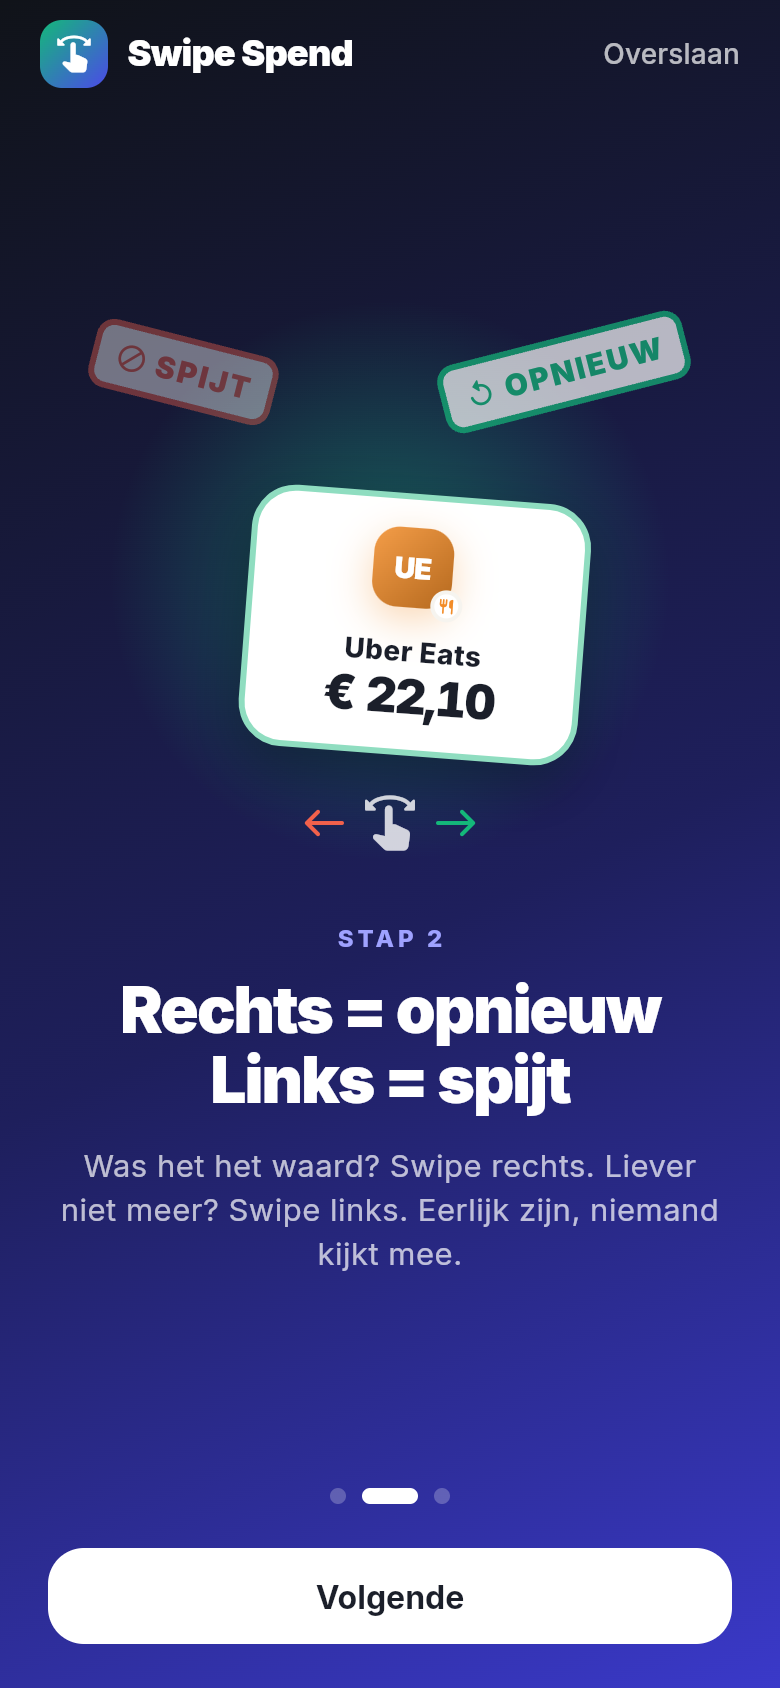 Swipe Spend
Overslaan
SPIJT
OPNIEUW
UE
Uber Eats
€ 22,10
STAP 2
Rechts = opnieuw
Links = spijt
Was het het waard? Swipe rechts. Liever
niet meer? Swipe links. Eerlijk zijn, niemand
kijkt mee.
Volgende